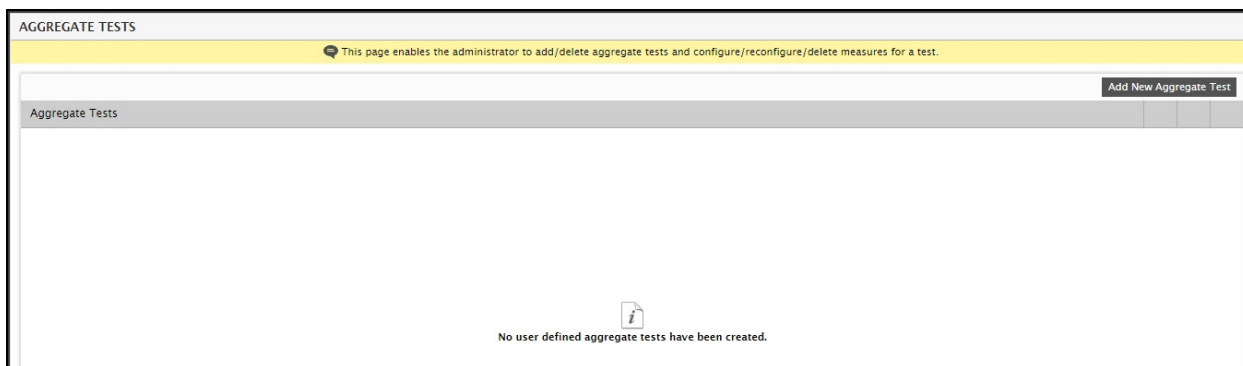 AGGREGATE TESTS
This page enables the administrator to add/delete aggregate tests and configure/reconfigure/delete measures for a test.
Add New Aggregate Test
Aggregate Tests
No user defined aggregate tests have been created.